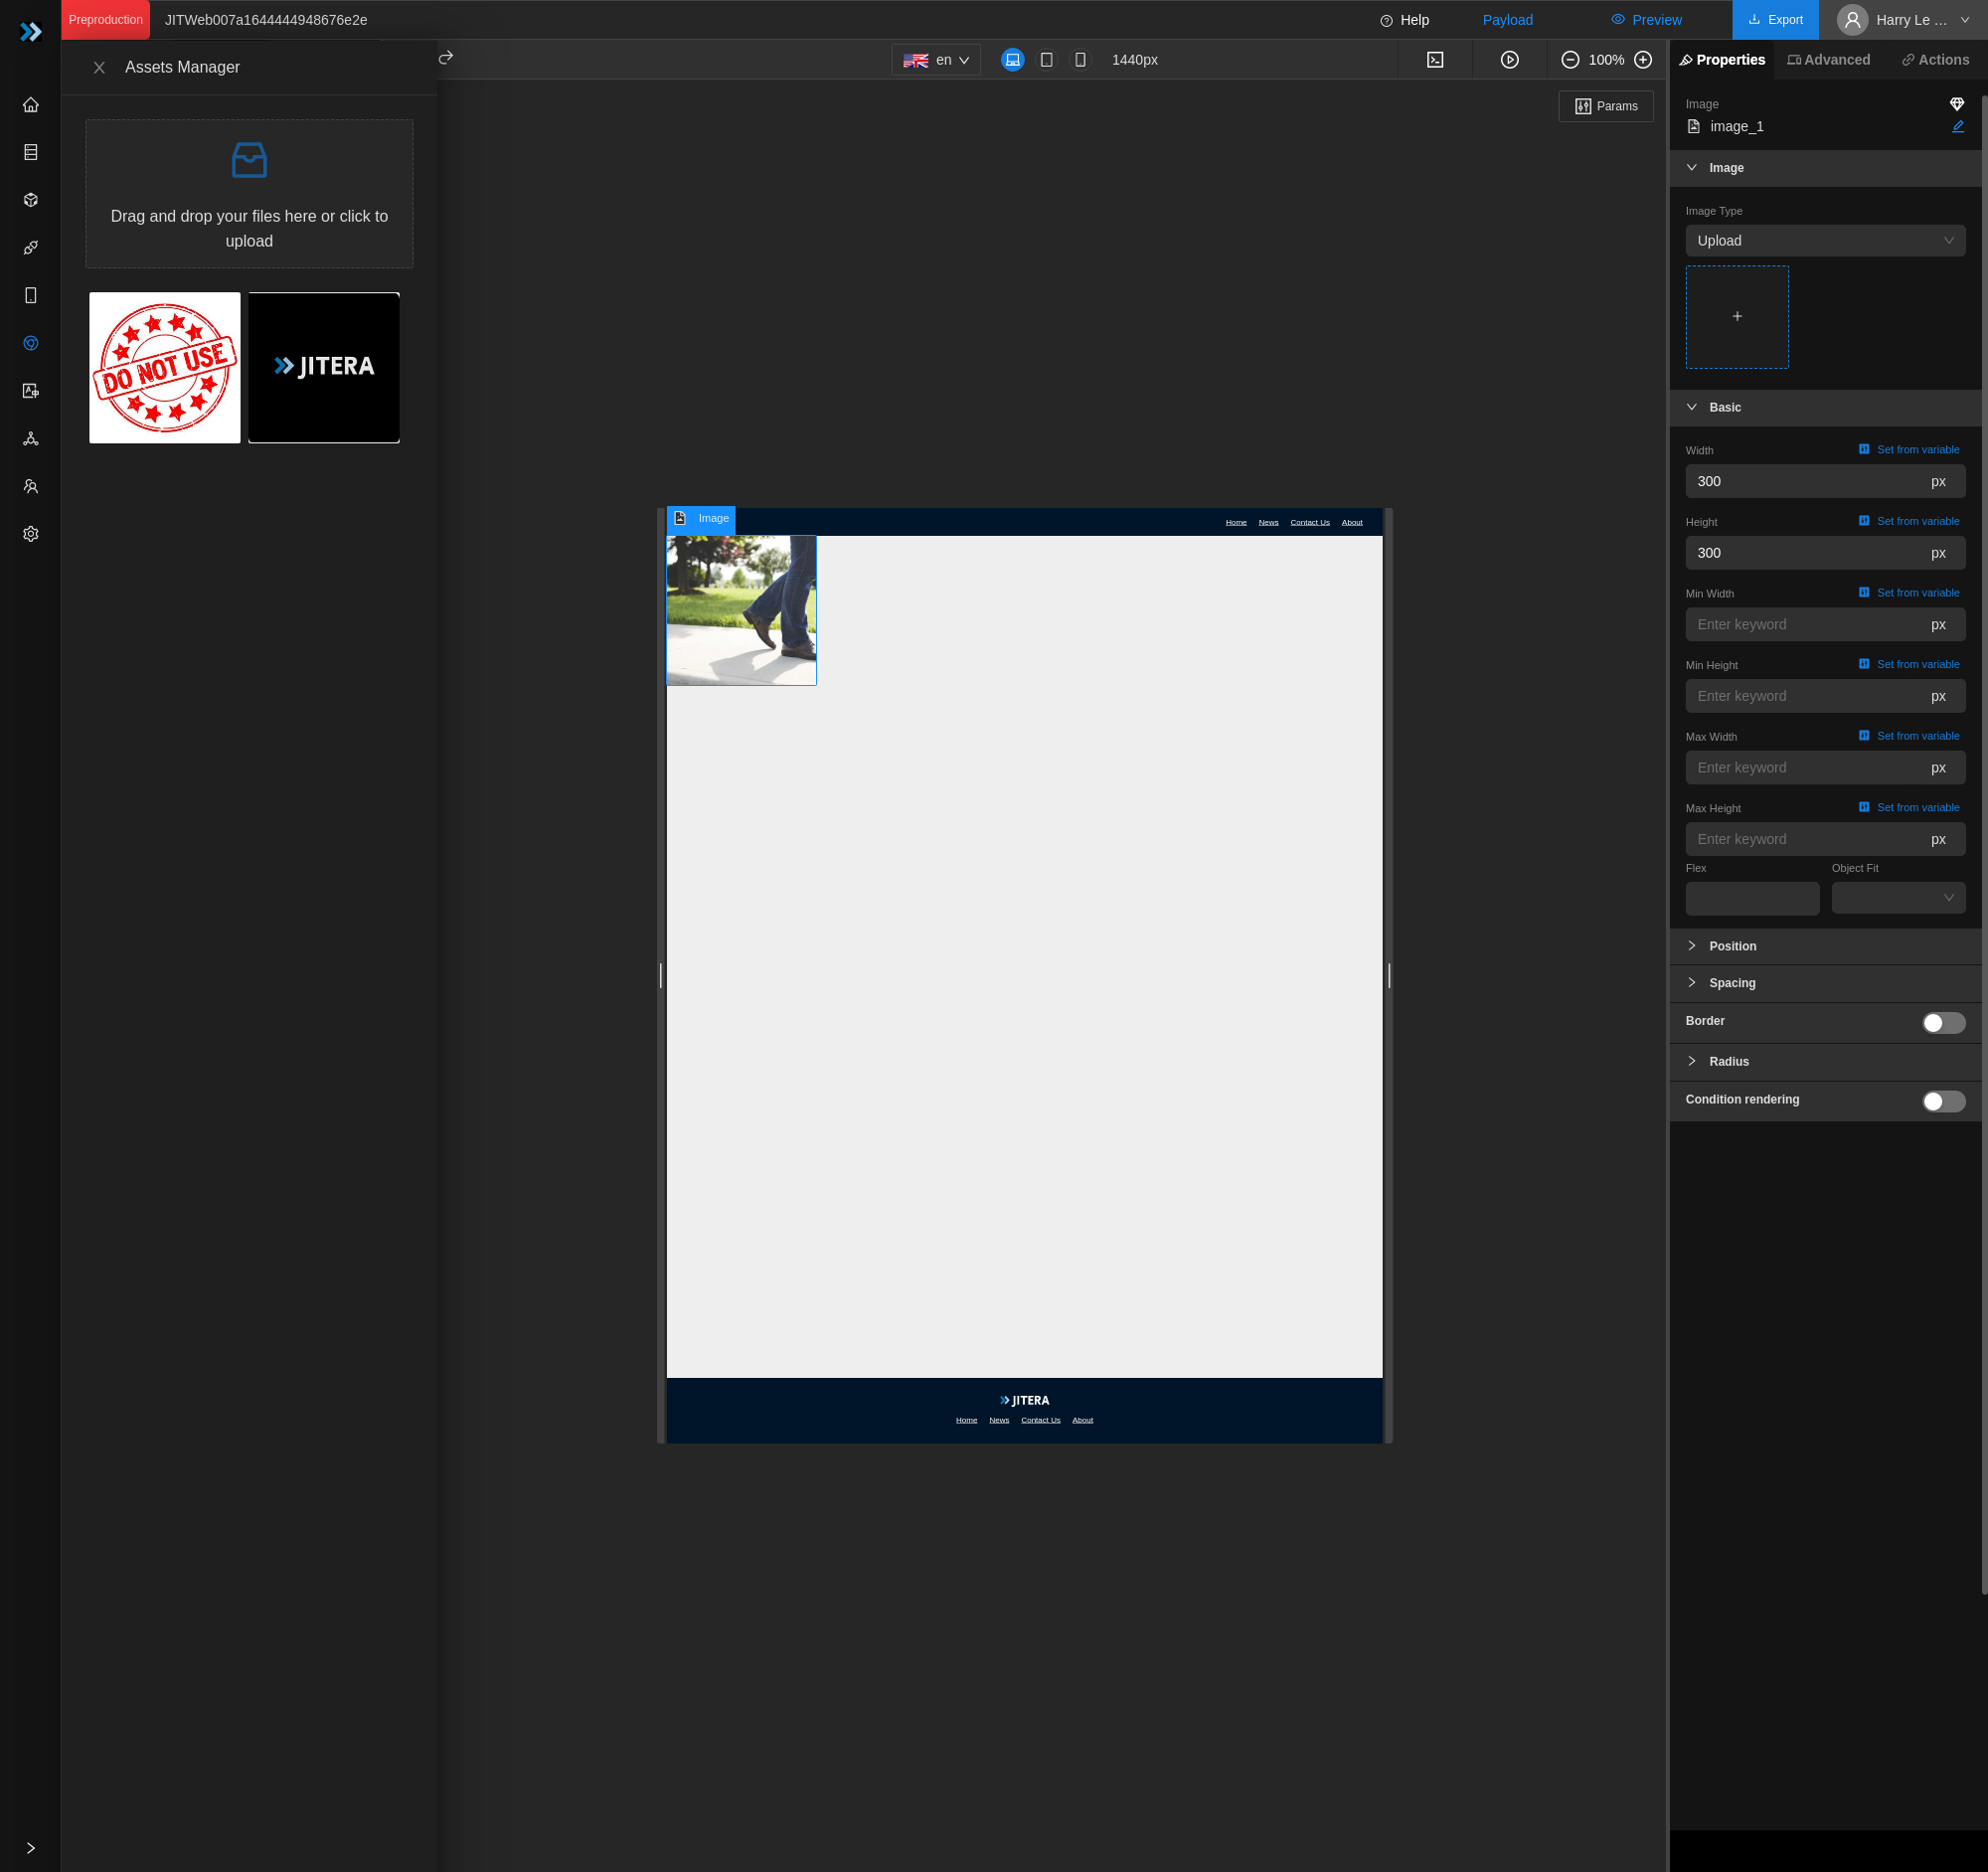 Preproduction
JITWeb007a1644444948676e2e
Help
Payload
Preview
Export
Harry Le ...
Assets Manager
en
1440px
100%
Properties
Advanced
Actions
Params
Drag and drop your files here or click to
upload
DO NOT USE
JITERA
Image
Home
News
Contact Us
About
JITERA
Home
News
Contact Us
About
Image
image_1
Image
Image Type
Upload
Basic
Width
Set from variable
300
px
Height
Set from variable
300
px
Min Width
Set from variable
Enter keyword
px
Min Height
Set from variable
Enter keyword
px
Max Width
Set from variable
Enter keyword
px
Max Height
Set from variable
Enter keyword
px
Flex
Object Fit
Position
Spacing
Border
Radius
Condition rendering